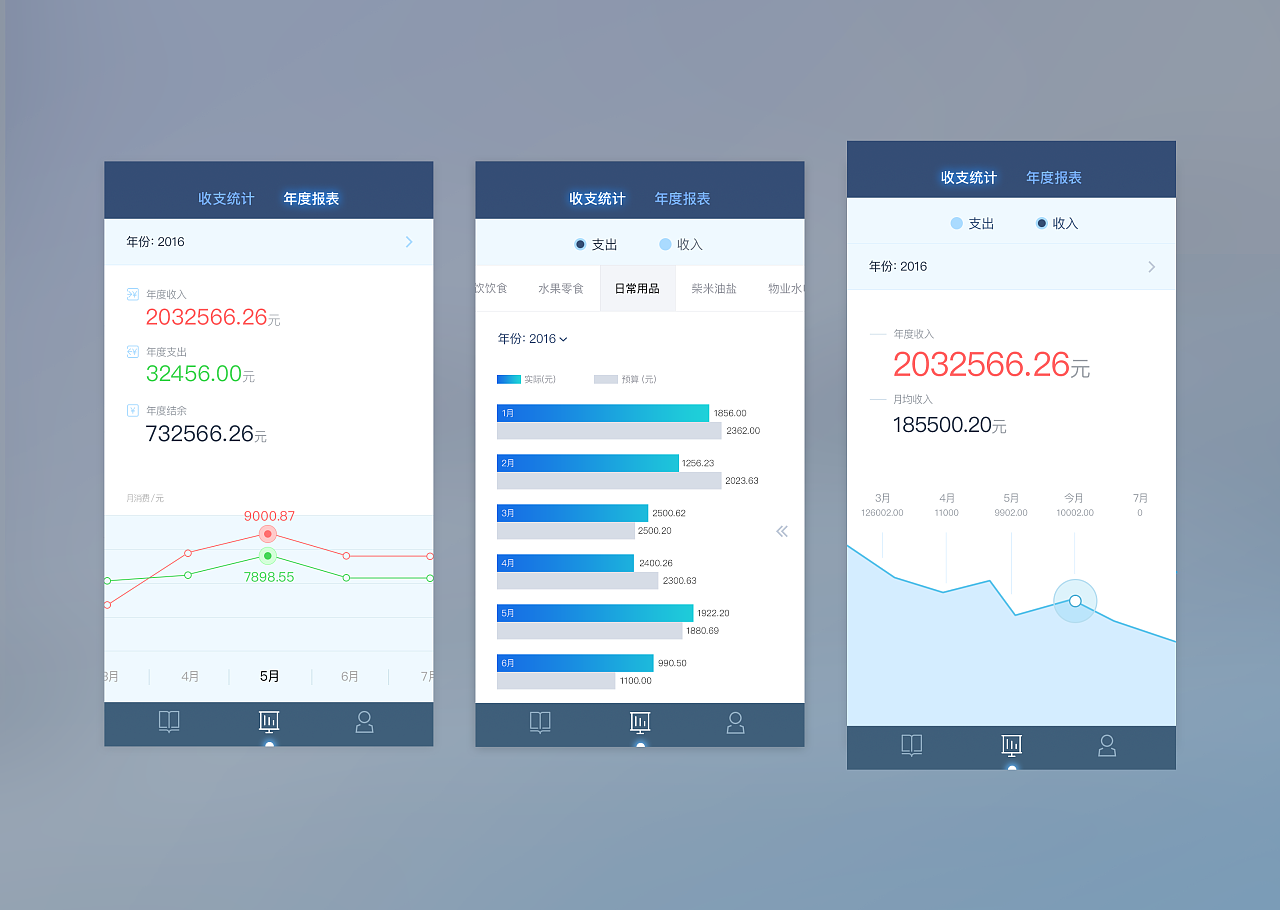 收支统计 年度报表
年份: 2016
年度收入
2032566.26元
年度支出
32456.00元
年度结余
732566.26元
月消费/元
9000.87
7898.55
3月 4月 5月 6月 7月
收支统计 年度报表
支出 收入
饮食 水果零食 日常用品 柴米油盐 物业水
年份: 2016
实际(元) 预算 (元)
1月 1856.00
2362.00
2月 1256.23
2023.63
3月 2500.62
2500.20
4月 2400.26
2300.63
5月 1922.20
1880.69
6月 990.50
1100.00
收支统计 年度报表
支出 收入
年份: 2016
年度收入
2032566.26元
月均收入
185500.20元
3月 4月 5月 今月 7月
126002.00 11000 9902.00 10002.00 0